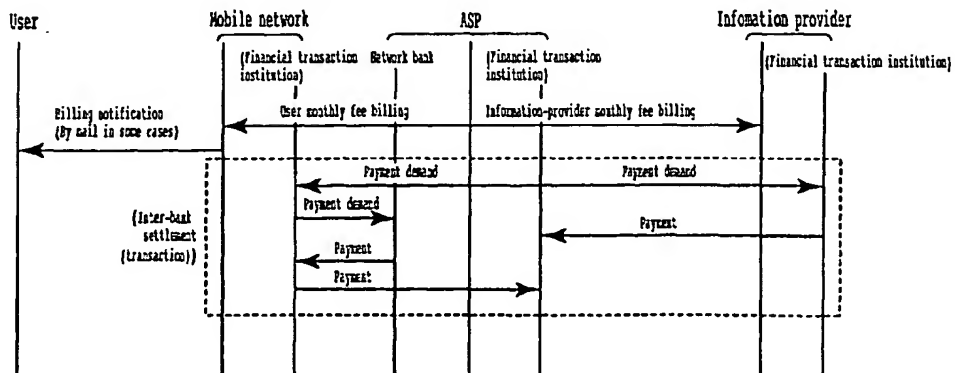 User
Mobile network
ASP
Infomation provider
(Financial transaction
institution)
Network bank
(Financial transaction
institution)
(Financial transaction institution)
Billing notification
(By mail in some cases)
User monthly fee billing
Information-provider monthly fee billing
Payment demand
Payment demand
Payment demand
(Inter-bank
settlement
(transaction))
Payment
Payment
Payment